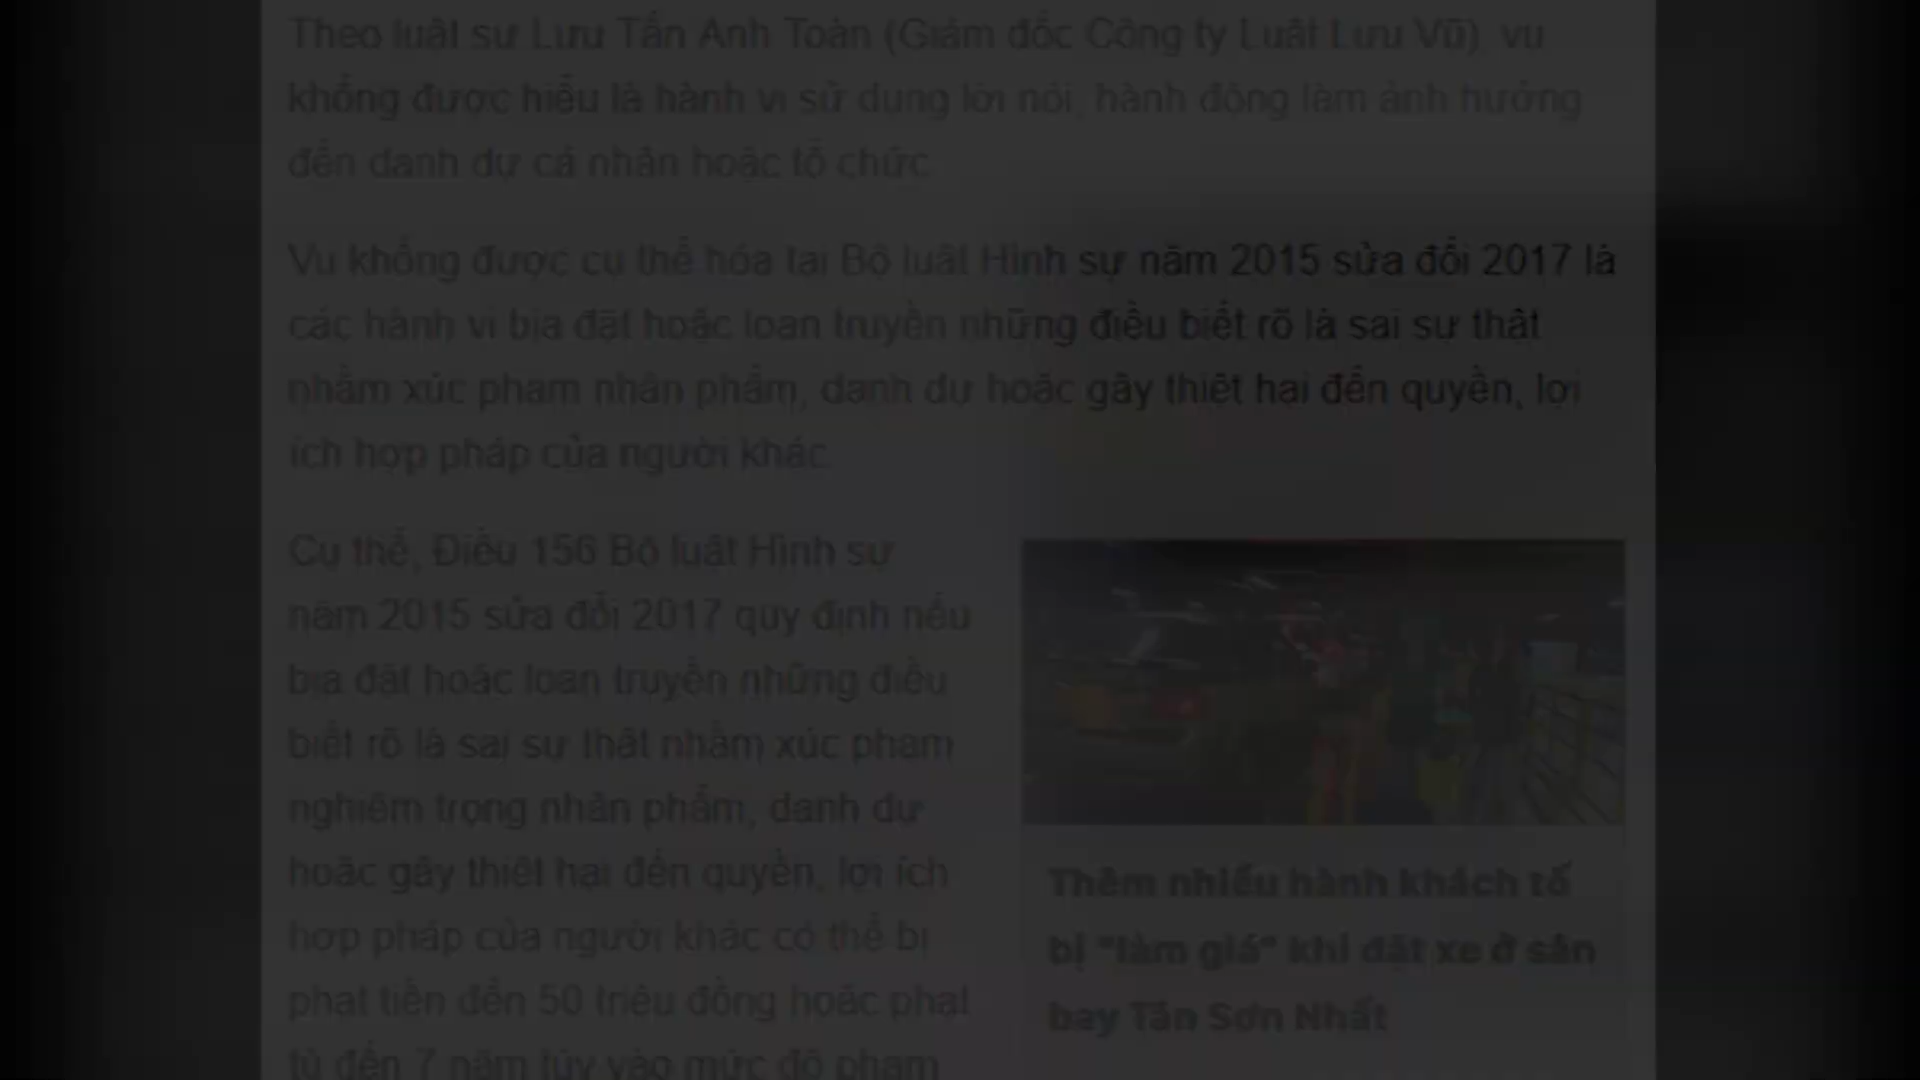 Theo luật sư Lưu Tấn Anh Toàn (Giám đốc Công ty Luật Lưu Vũ), vu
khống được hiểu là hành vi sử dụng lời nói, hành động làm ảnh hưởng
đến danh dự cá nhân hoặc tổ chức.
Vu khống được cụ thể hóa tại Bộ luật Hình sự năm 2015 sửa đổi 2017 là
các hành vi bịa đặt hoặc loan truyền những điều biết rõ là sai sự thật
nhằm xúc phạm nhân phẩm, danh dự hoặc gây thiệt hại đến quyền, lợi
ích hợp pháp của người khác.
Cụ thể, Điều 156 Bộ luật Hình sự
năm 2015 sửa đổi 2017 quy định nếu
bịa đặt hoặc loan truyền những điều
biết rõ là sai sự thật nhằm xúc phạm
nghiêm trọng nhân phẩm, danh dự
hoặc gây thiệt hại đến quyền, lợi ích
hợp pháp của người khác có thể bị
phạt tiền đến 50 triệu đồng hoặc phạt
tù đến 7 năm tùy vào mức độ phạm
Thêm nhiều hành khách tố
bị "làm giá" khi đặt xe ở sân
bay Tân Sơn Nhất